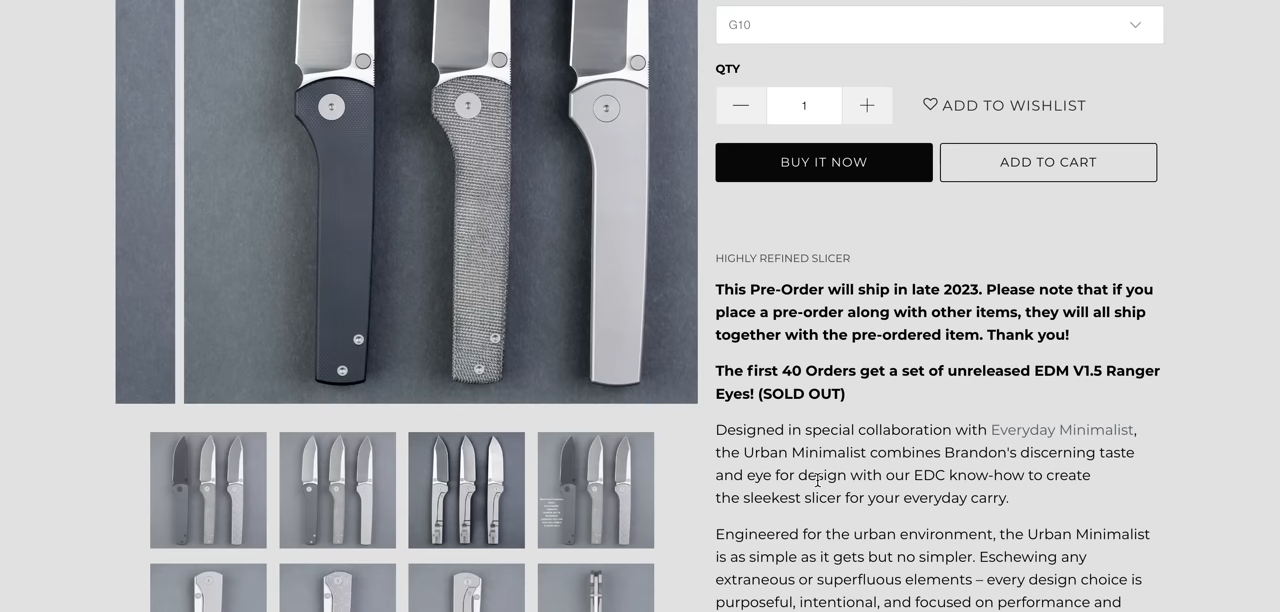 G10
QTY
1
ADD TO WISHLIST
BUY IT NOW
ADD TO CART
HIGHLY REFINED SLICER
This Pre-Order will ship in late 2023. Please note that if you
place a pre-order along with other items, they will all ship
together with the pre-ordered item. Thank you!
The first 40 Orders get a set of unreleased EDM V1.5 Ranger
Eyes! (SOLD OUT)
Designed in special collaboration with Everyday Minimalist,
the Urban Minimalist combines Brandon's discerning taste
and eye for design with our EDC know-how to create
the sleekest slicer for your everyday carry.
Engineered for the urban environment, the Urban Minimalist
is as simple as it gets but no simpler. Eschewing any
extraneous or superfluous elements – every design choice is
purposeful, intentional, and focused on performance and